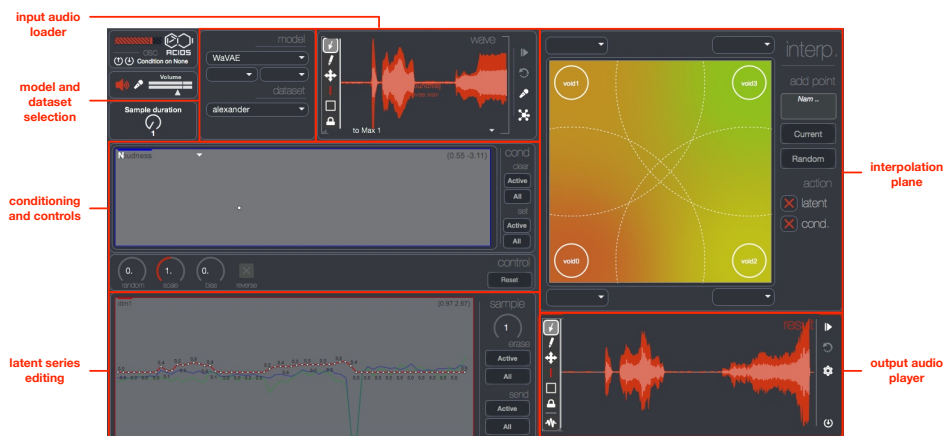 input audio
loader
model and
dataset
selection
conditioning
and controls
latent series
editing
interpolation
plane
output audio
player
OSC
ACIDS
Condition on None
Volume
Sample duration
1
model
WaVAE
dataset
alexander
wave
to Max 1
(0.55 -3.11)
cond
clear
Active
All
set
Active
All
0.
1.
0.
random
scale
bias
reverse
control
Reset
dim1
(0.97 2.87)
sample
1
erase
Active
All
send
Active
All
interp.
void1
void3
void0
void2
add point
Nam ..
Current
Random
action
latent
cond.
result